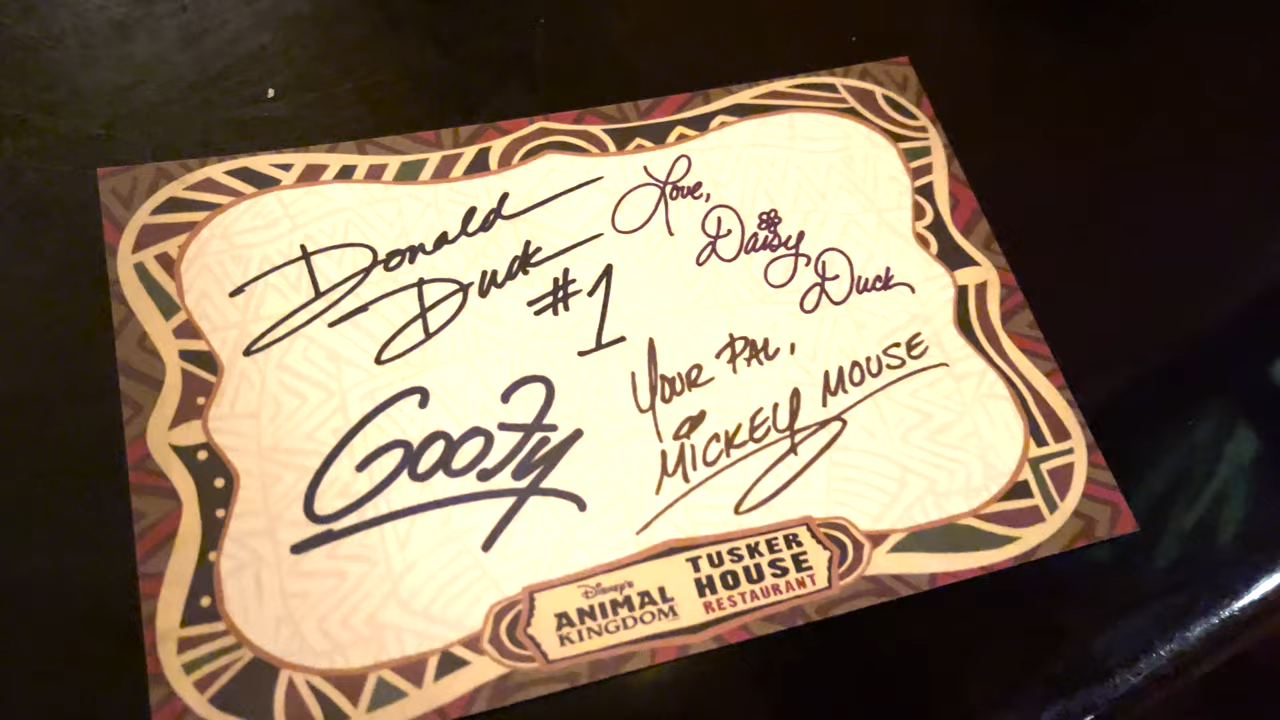 Donald
Duck
#1
Love,
Daisy
Duck
Goofy
YOUR PAL,
MICKEY MOUSE
Disney's
ANIMAL
KINGDOM
TUSKER
HOUSE
RESTAURANT